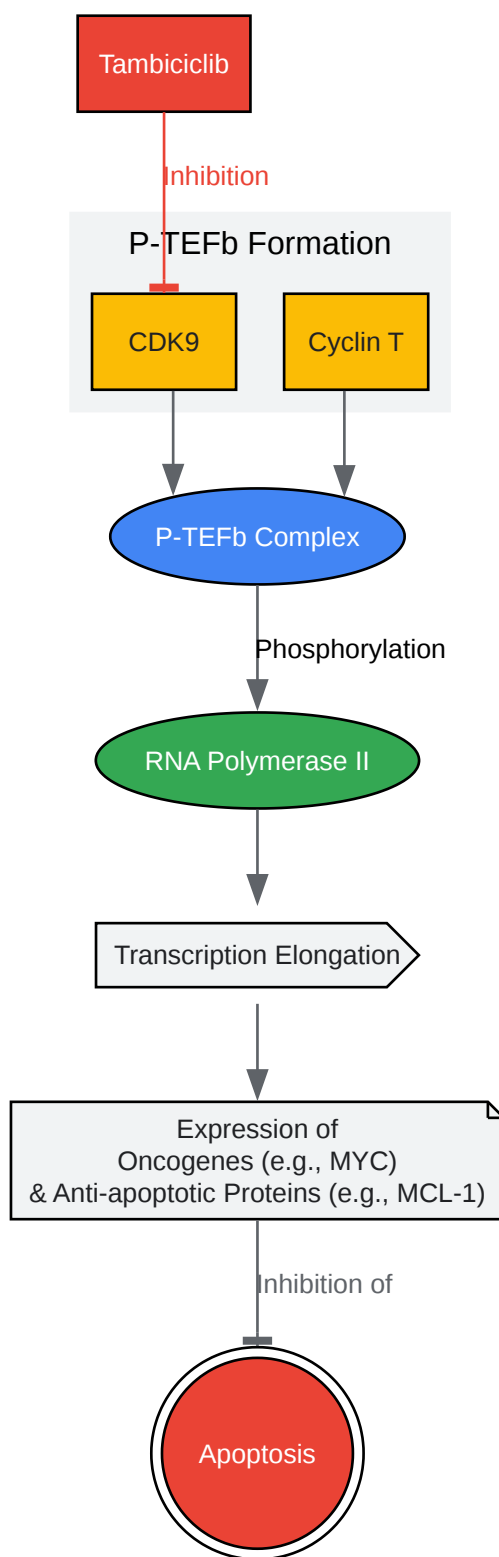 Tambiciclib
Inhibition
P-TEFb Formation
CDK9
Cyclin T
P-TEFb Complex
Phosphorylation
RNA Polymerase II
Transcription Elongation
Expression of
Oncogenes (e.g., MYC)
& Anti-apoptotic Proteins (e.g., MCL-1)
Inhibition of
Apoptosis